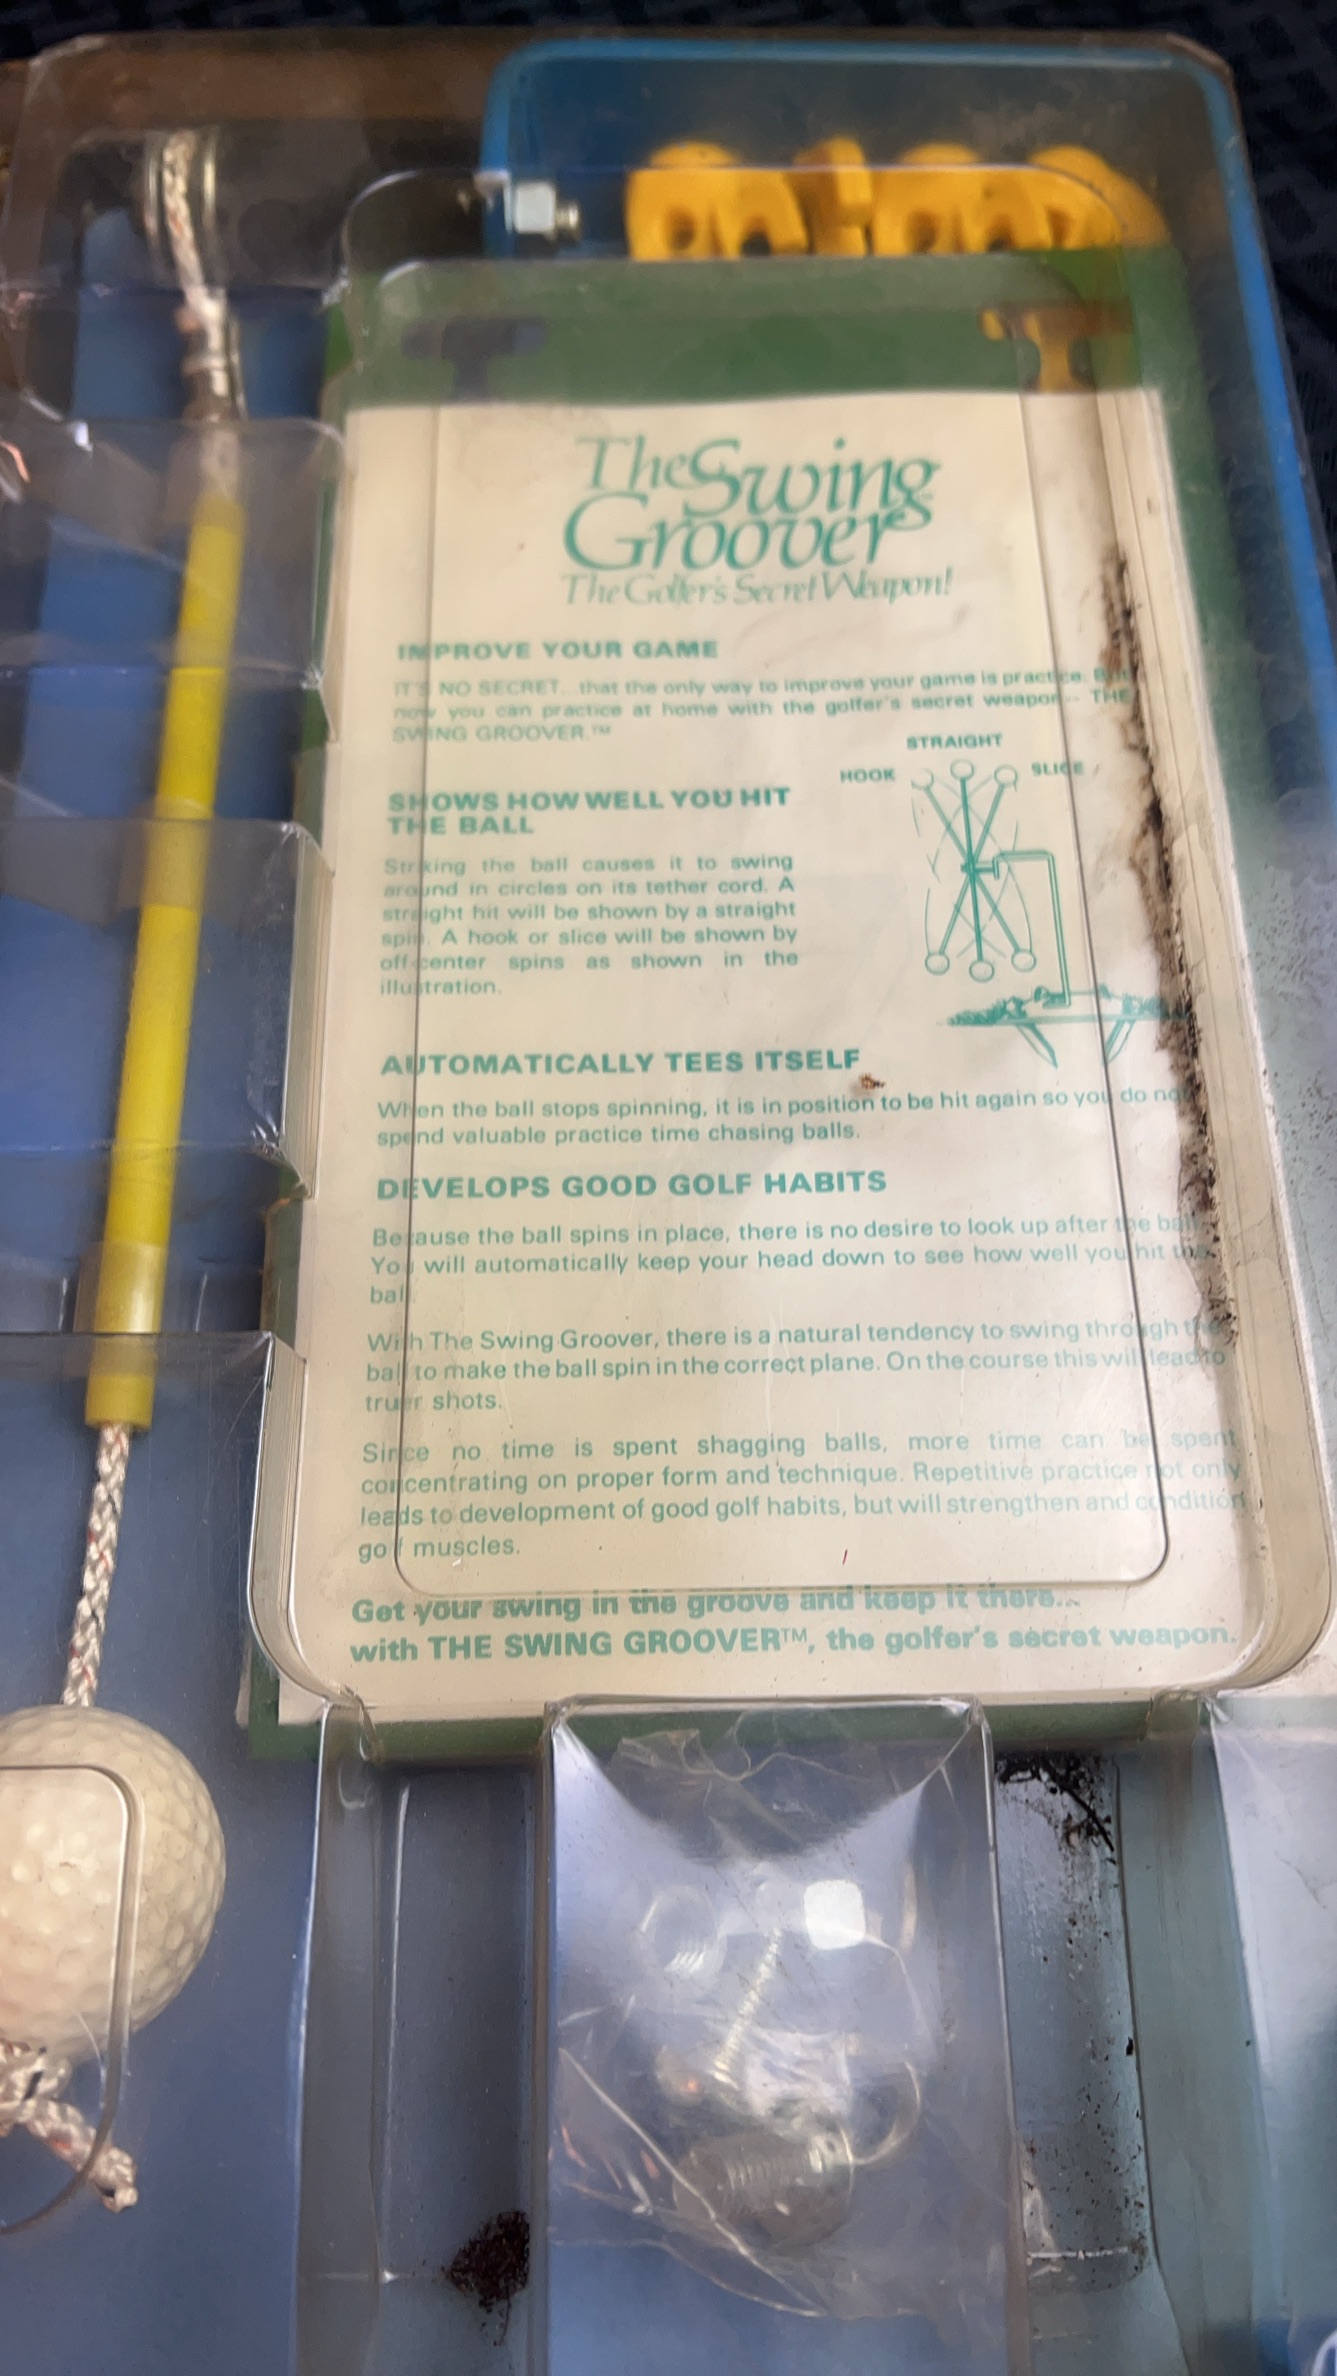 The Swing
Groover
The Golfer's Secret Weapon!
IMPROVE YOUR GAME
IT'S NO SECRET...that the only way to improve your game is practice. But
now you can practice at home with the golfer's secret weapon -- THE
SWING GROOVER.™
STRAIGHT
HOOK
SLICE
SHOWS HOW WELL YOU HIT
THE BALL
Striking the ball causes it to swing
around in circles on its tether cord. A
straight hit will be shown by a straight
spin. A hook or slice will be shown by
off-center spins as shown in the
illustration.
AUTOMATICALLY TEES ITSELF
When the ball stops spinning, it is in position to be hit again so you do not
spend valuable practice time chasing balls.
DEVELOPS GOOD GOLF HABITS
Because the ball spins in place, there is no desire to look up after the ball.
You will automatically keep your head down to see how well you hit the
ball.
With The Swing Groover, there is a natural tendency to swing through the
ball to make the ball spin in the correct plane. On the course this will lead to
truer shots.
Since no time is spent shagging balls, more time can be spent
concentrating on proper form and technique. Repetitive practice not only
leads to development of good golf habits, but will strengthen and condition
golf muscles.
Get your swing in the groove and keep it there...
with THE SWING GROOVER™, the golfer's secret weapon.